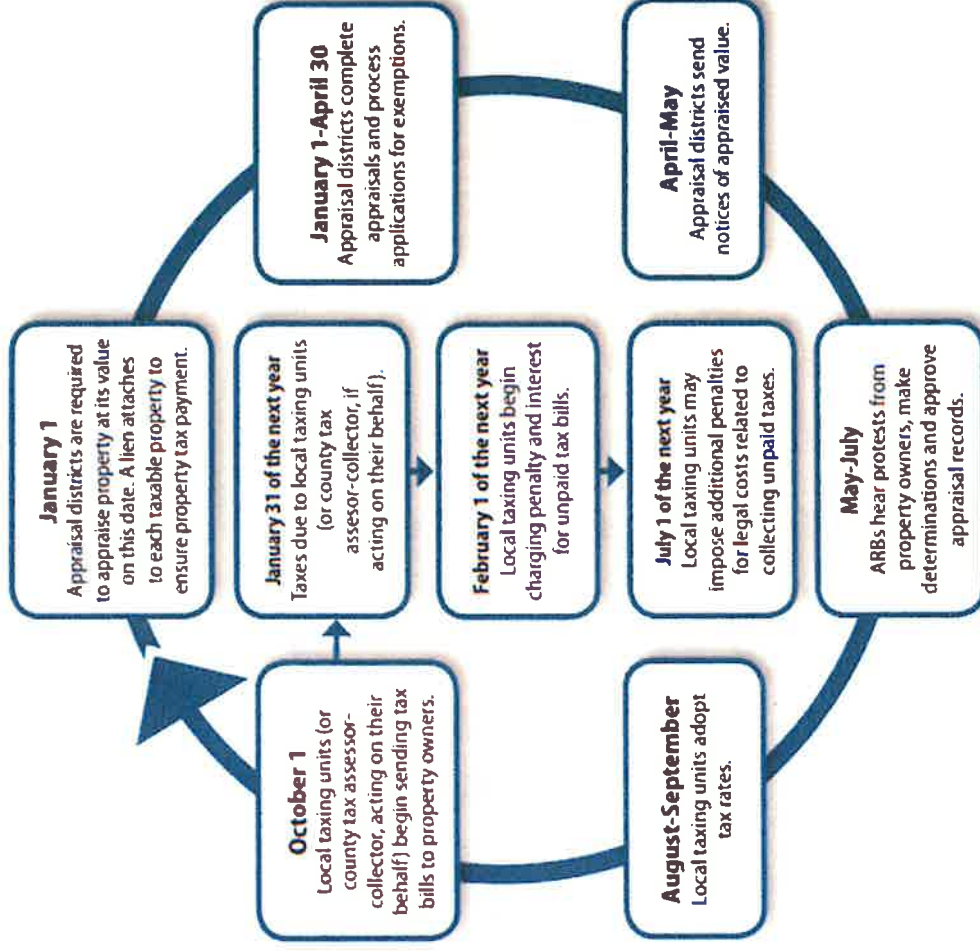 January 1
Appraisal districts are required
to appraise property at its value
on this date. A lien attaches
to each taxable property to
ensure property tax payment.
January 1-April 30
Appraisal districts complete
appraisals and process
applications for exemptions.
April-May
Appraisal districts send
notices of appraised value.
May-July
ARBs hear protests from
property owners, make
determinations and approve
appraisal records.
August-September
Local taxing units adopt
tax rates.
October 1
Local taxing units (or
county tax assessor-
collector, acting on their
behalf) begin sending tax
bills to property owners.
January 31 of the next year
Taxes due to local taxing units
(or county tax
assesor-collector, if
acting on their behalf).
February 1 of the next year
Local taxing units begin
charging penalty and interest
for unpaid tax bills.
July 1 of the next year
Local taxing units may
impose additional penalties
for legal costs related to
collecting unpaid taxes.